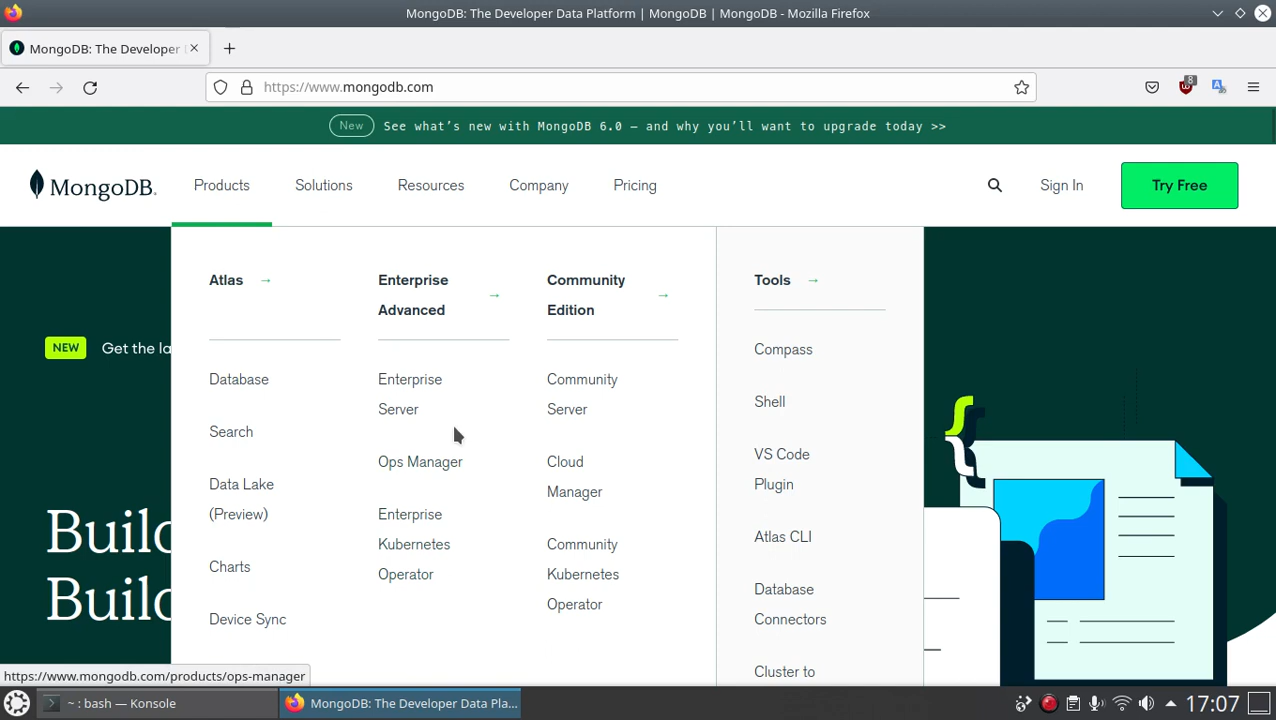 MongoDB: The Developer Data Platform | MongoDB | MongoDB - Mozilla Firefox
MongoDB: The Developer
https://www.mongodb.com
8
New See what's new with MongoDB 6.0 — and why you'll want to upgrade today >>
MongoDB.
Products
Solutions
Resources
Company
Pricing
Sign In
Try Free
Atlas →
Database
Search
Data Lake
(Preview)
Charts
Device Sync
Enterprise
Advanced →
Enterprise
Server
Ops Manager
Enterprise
Kubernetes
Operator
Community
Edition →
Community
Server
Cloud
Manager
Community
Kubernetes
Operator
Tools →
Compass
Shell
VS Code
Plugin
Atlas CLI
Database
Connectors
Cluster to
NEW Get the la
Builc
Builc
https://www.mongodb.com/products/ops-manager
~ : bash — Konsole
MongoDB: The Developer Data Pla...
17:07